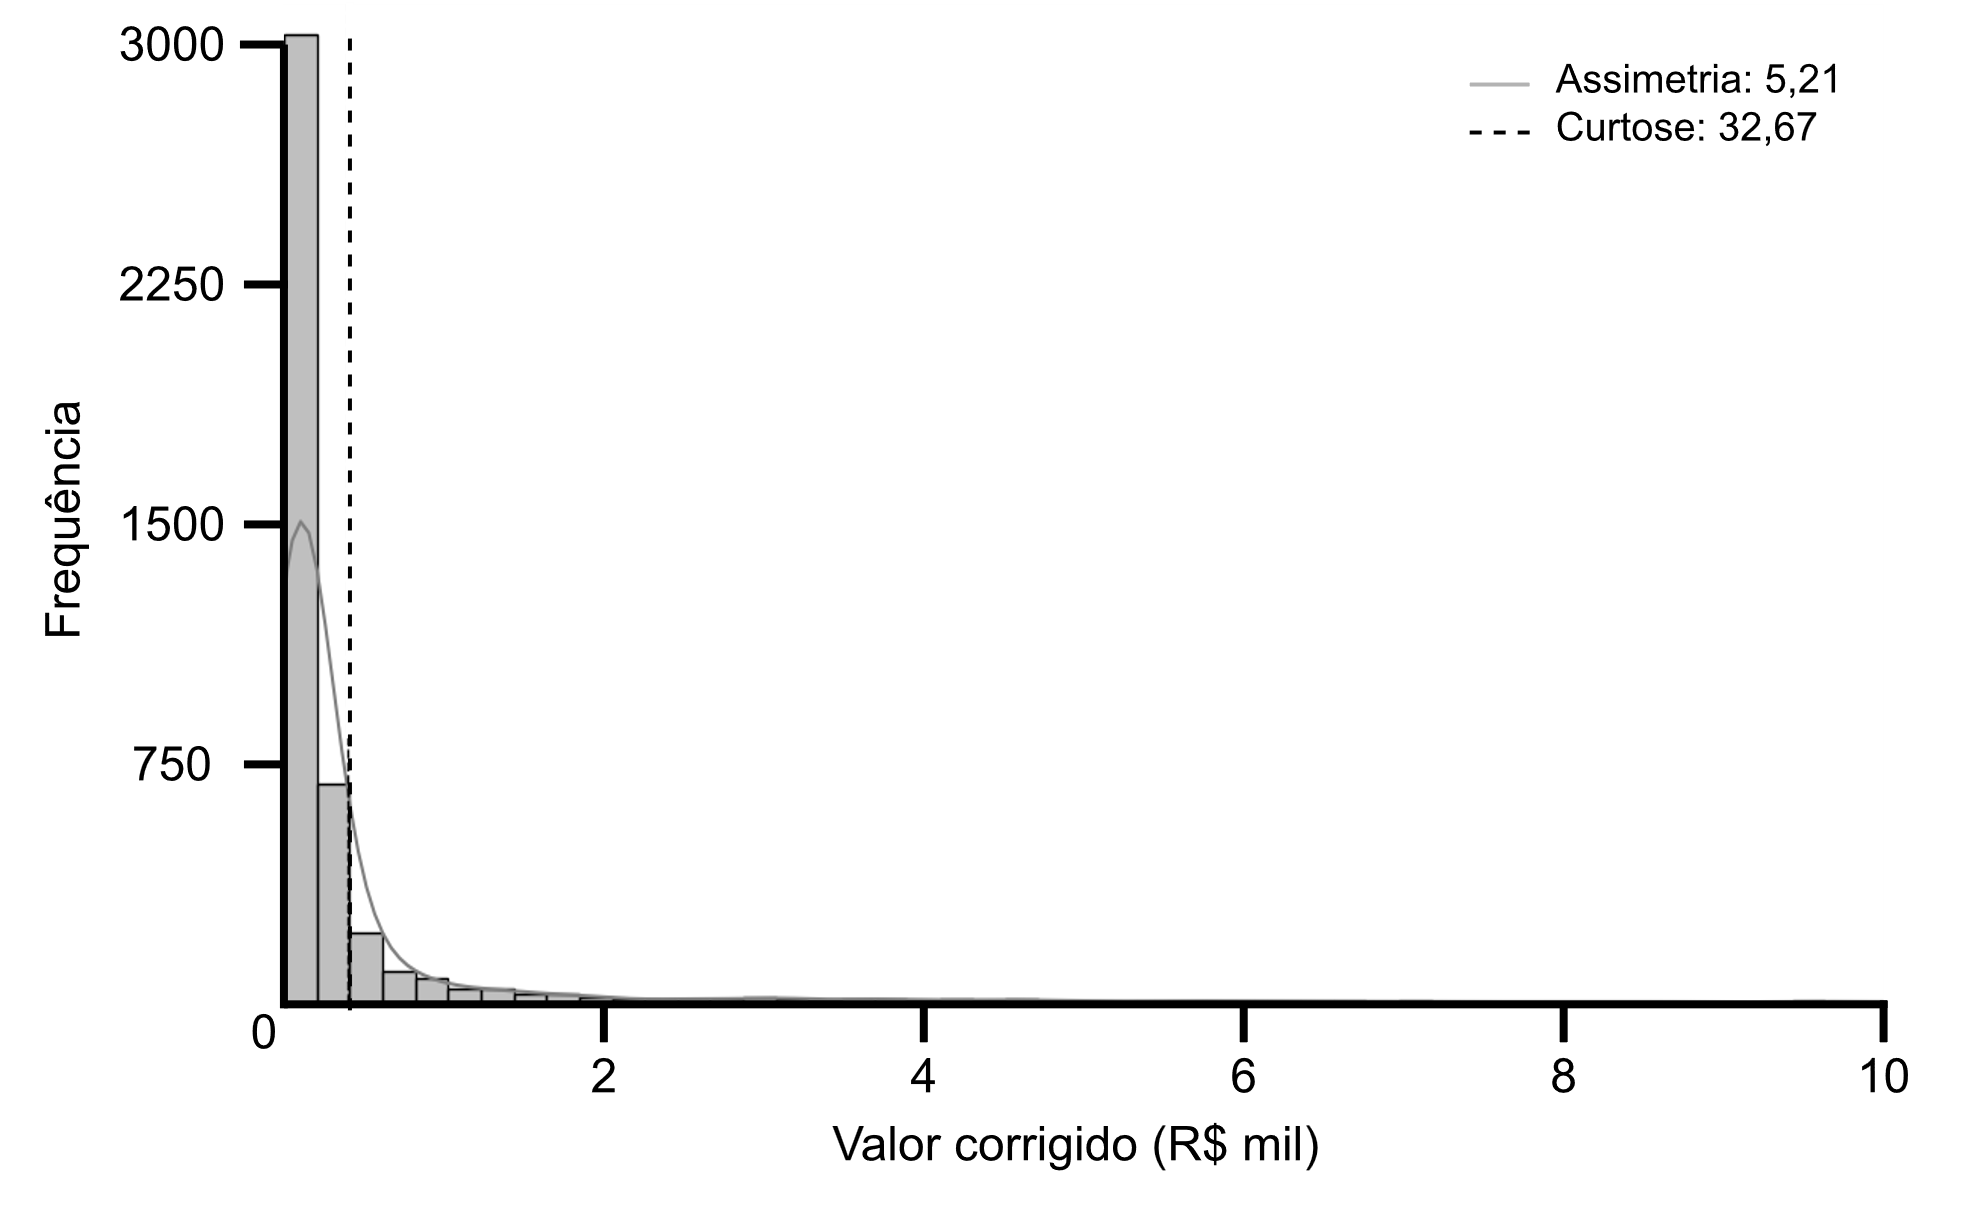 3000
2250
1500
750
0
2
4
6
8
10
Frequência
Valor corrigido (R$ mil)
Assimetria: 5,21
Curtose: 32,67